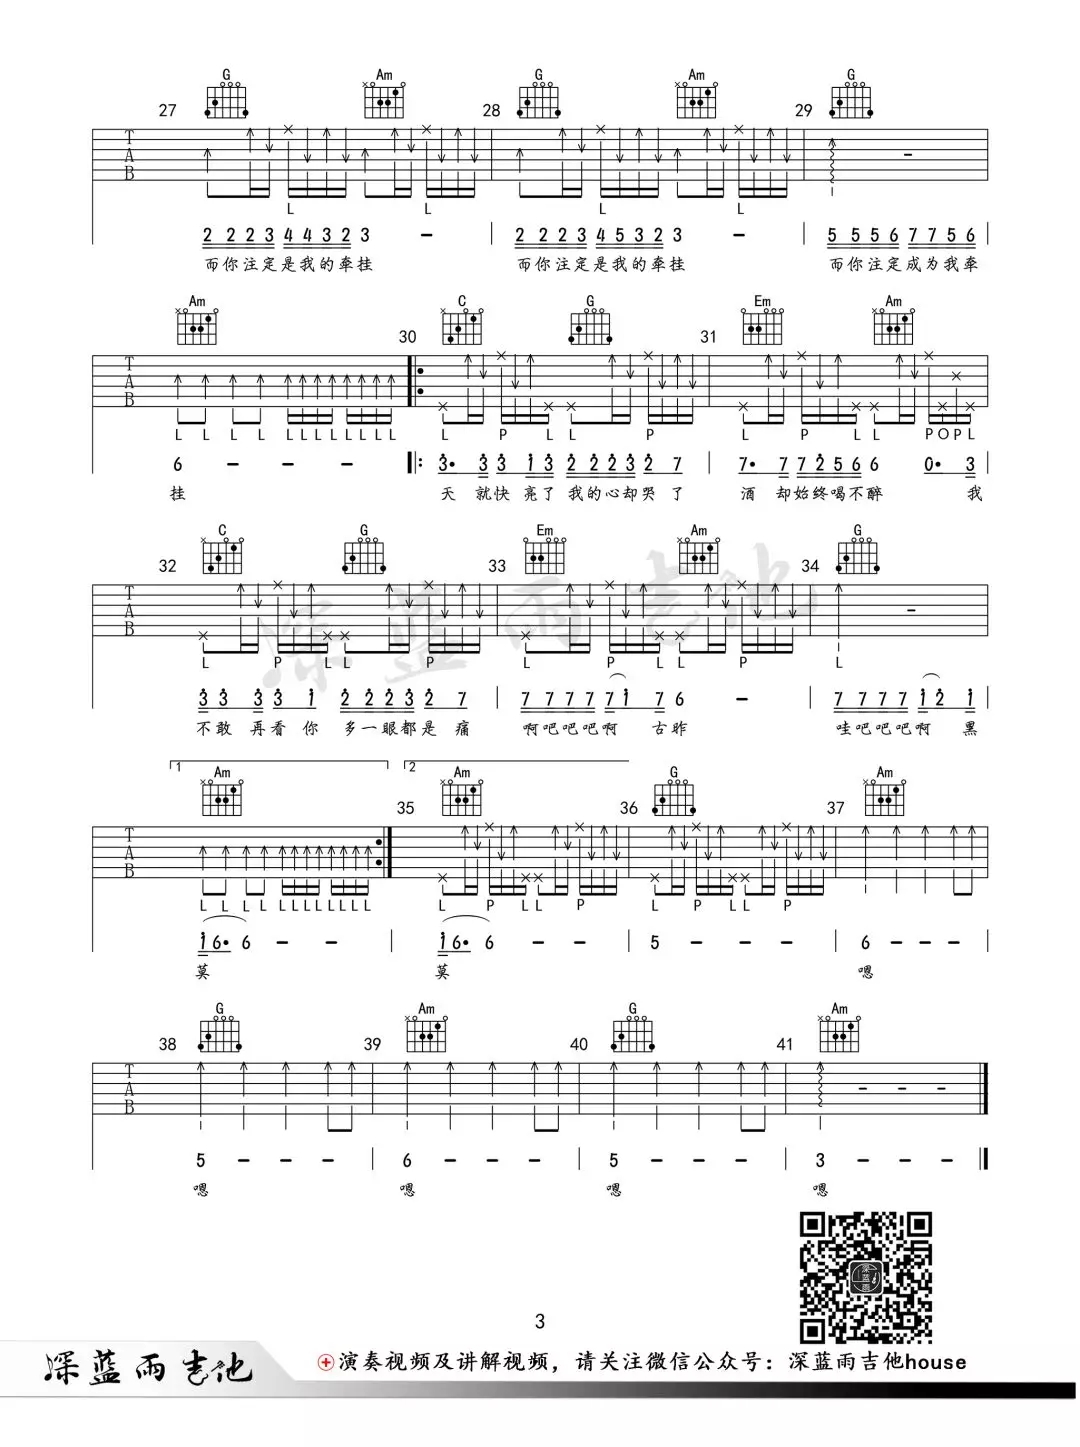 G Am G Am G
27 28 29
T
A
B
L L L L
2 2 2 3 4 4 3 2 3 - 2 2 2 3 4 5 3 2 3 - 5 5 5 6 7 7 5 6
而你注定是我的牵挂 而你注定是我的牵挂 而你注定成为我牵
Am C G Em Am
30 31
T
A
B
L L L L L L L L L L L L L P L L P L P L L P O P L
6 - - - 3· 3 3 1 3 2 2 2 3 2 7 7· 7 7 2 5 6 6 0· 3
挂 天就快亮了我的心却哭了 酒却始终喝不醉 我
C G Em Am G
32 33 34
T
A
B
L P L L P L P L L P L
3 3 3 3 1 2 2 2 3 2 7 7 7 7 7 7 1 7 6 - 7 7 7 7 1 2 1
不敢再看你多一眼都是痛 啊吧吧吧啊 古昨 哇吧吧吧啊 黑
1 2
Am Am G Am
35 36 37
T
A
B
L L L L L L L L L L L L L P L L P L P L L P
1 6· 6 - - 1 6· 6 - - 5 - - - 6 - - -
莫 莫 嗯
G Am G Am
38 39 40 41
T
A
B
5 - - - 6 - - - 5 - - - 3 - - -
嗯 嗯 嗯 嗯
深蓝雨吉他
深蓝雨
3
深蓝雨吉他
演奏视频及讲解视频，请关注微信公众号：深蓝雨吉他house